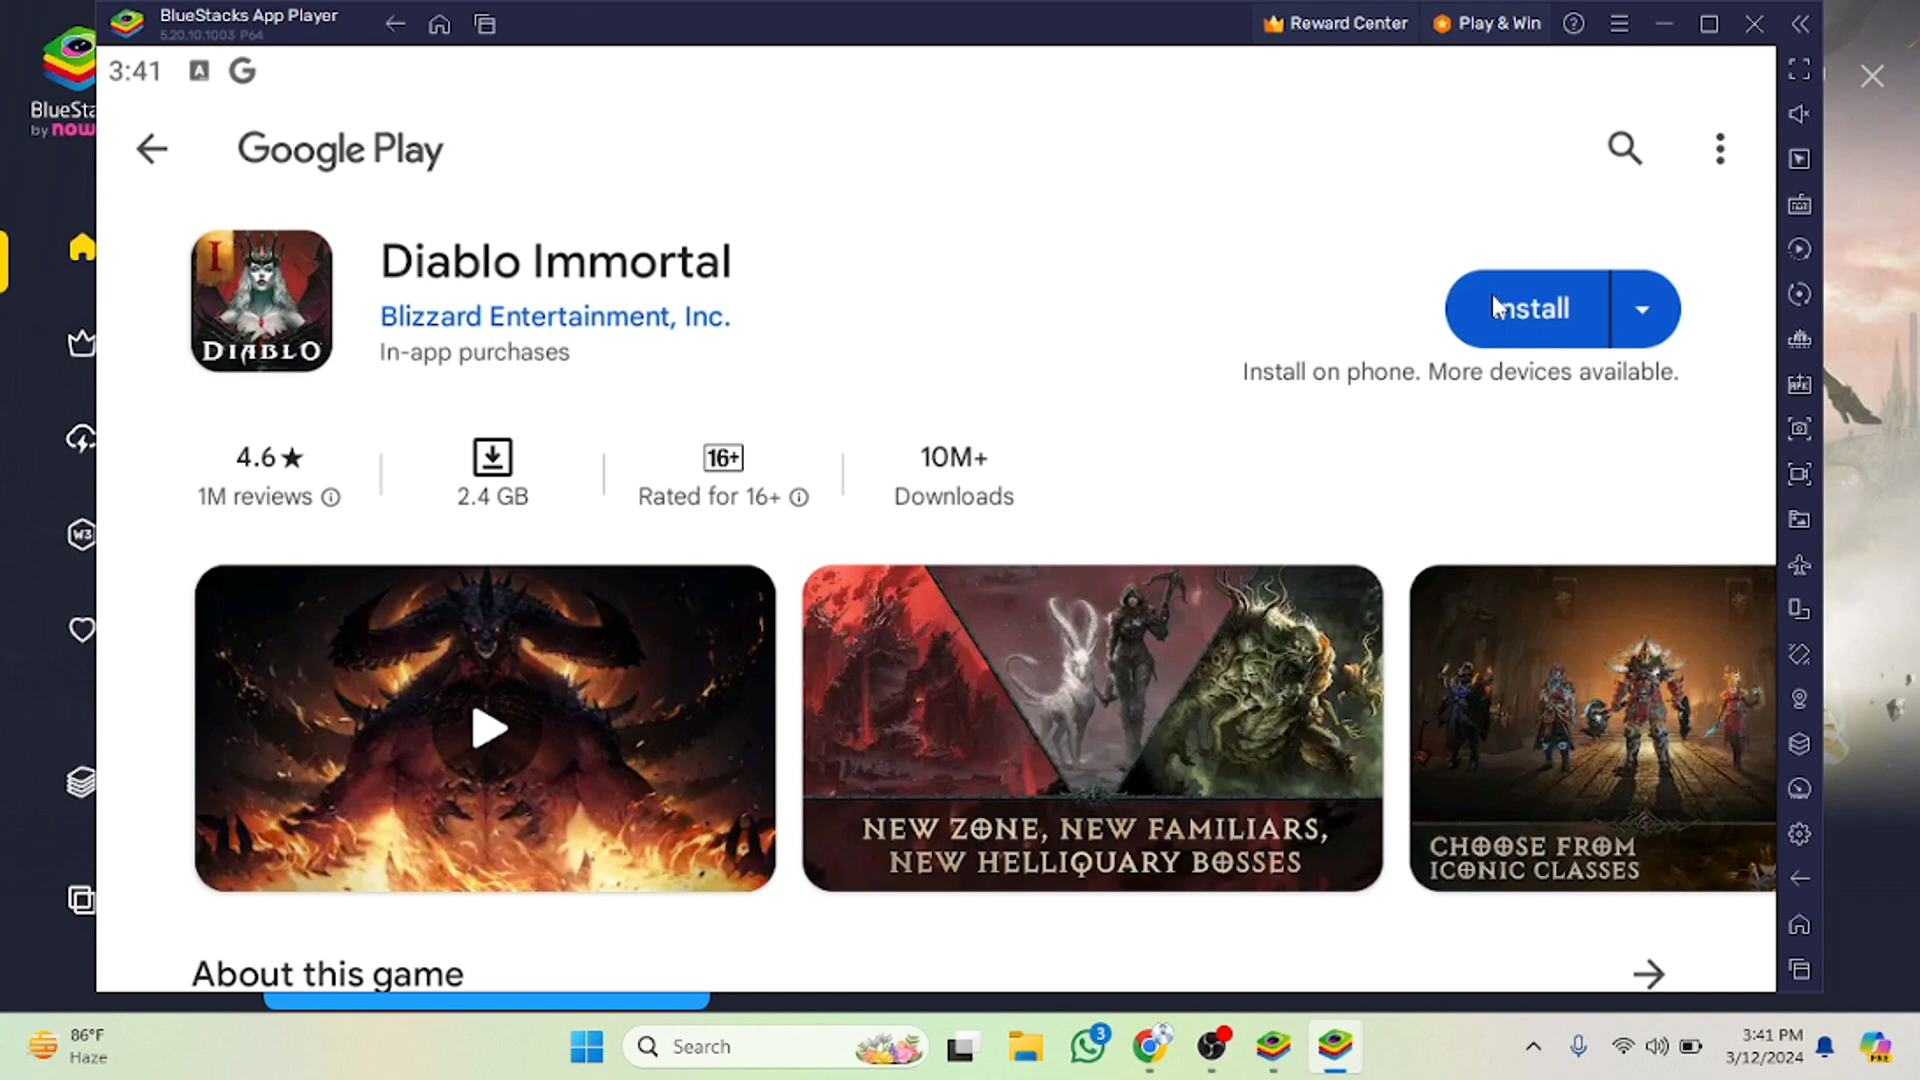 BlueStacks App Player
5.20.10.1003 P64
Reward Center
Play & Win
BlueSta
by now
3:41
Google Play
Diablo Immortal
Blizzard Entertainment, Inc.
In-app purchases
DIABLO
Install
Install on phone. More devices available.
4.6★
1M reviews
2.4 GB
16+
Rated for 16+
10M+
Downloads
NEW ZONE, NEW FAMILIARS,
NEW HELLIQUARY BOSSES
CHOOSE FROM
ICONIC CLASSES
About this game
86°F
Haze
Search
3
3:41 PM
3/12/2024
PRE